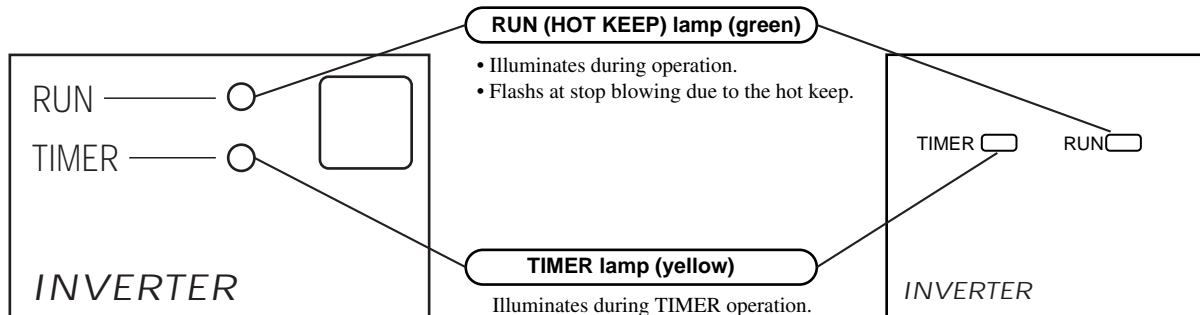 RUN
TIMER
INVERTER
RUN (HOT KEEP) lamp (green)
• Illuminates during operation.
• Flashes at stop blowing due to the hot keep.
TIMER lamp (yellow)
Illuminates during TIMER operation.
TIMER RUN
INVERTER